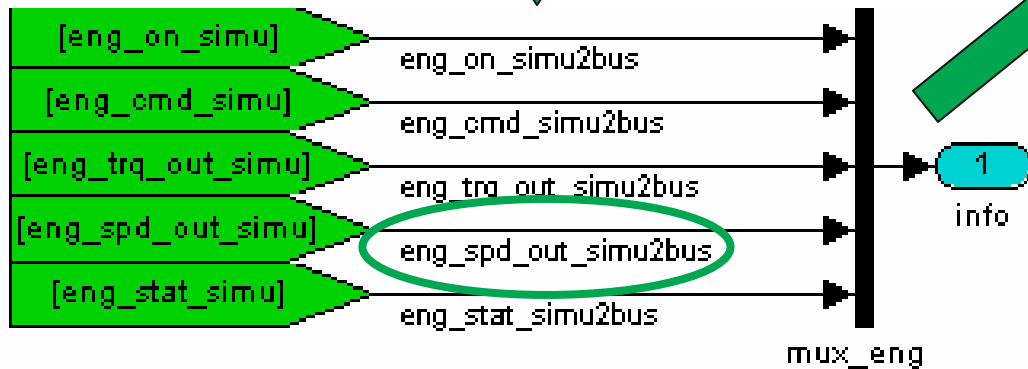 [eng_on_simu]
eng_on_simu2bus
[eng_cmd_simu]
eng_cmd_simu2bus
[eng_trq_out_simu]
eng_trq_out_simu2bus
[eng_spd_out_simu]
eng_spd_out_simu2bus
[eng_stat_simu]
eng_stat_simu2bus
mux_eng
1
info